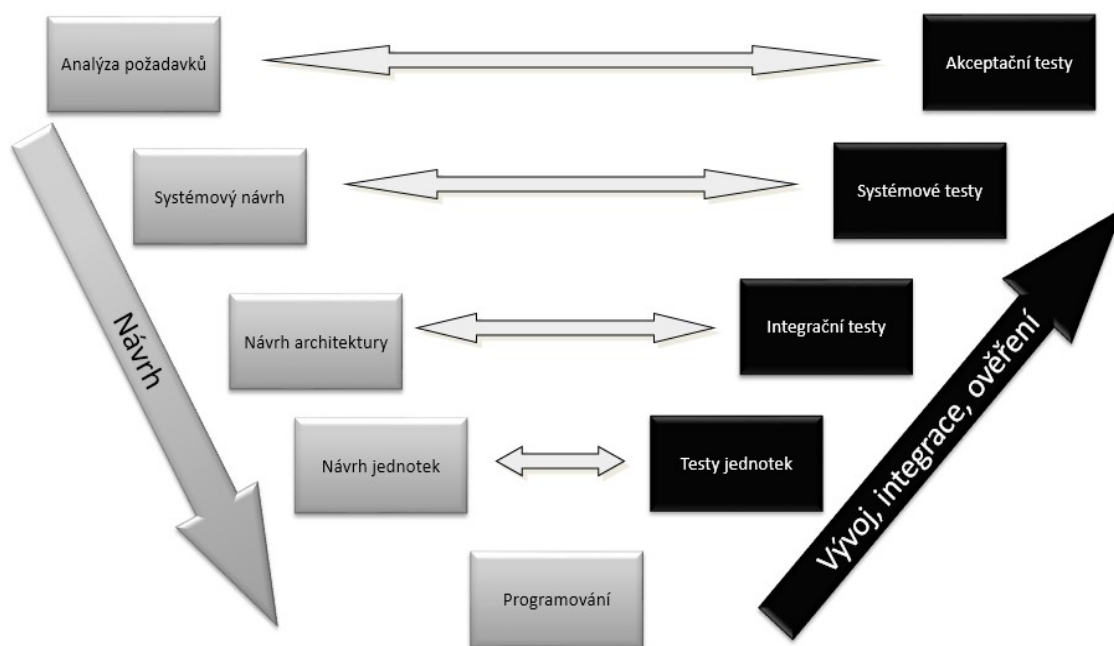 Analýza požadavků
Akceptační testy
Systémový návrh
Systémové testy
Návrh architektury
Integrační testy
Návrh
Vývoj, integrace, ověření
Návrh jednotek
Testy jednotek
Programování